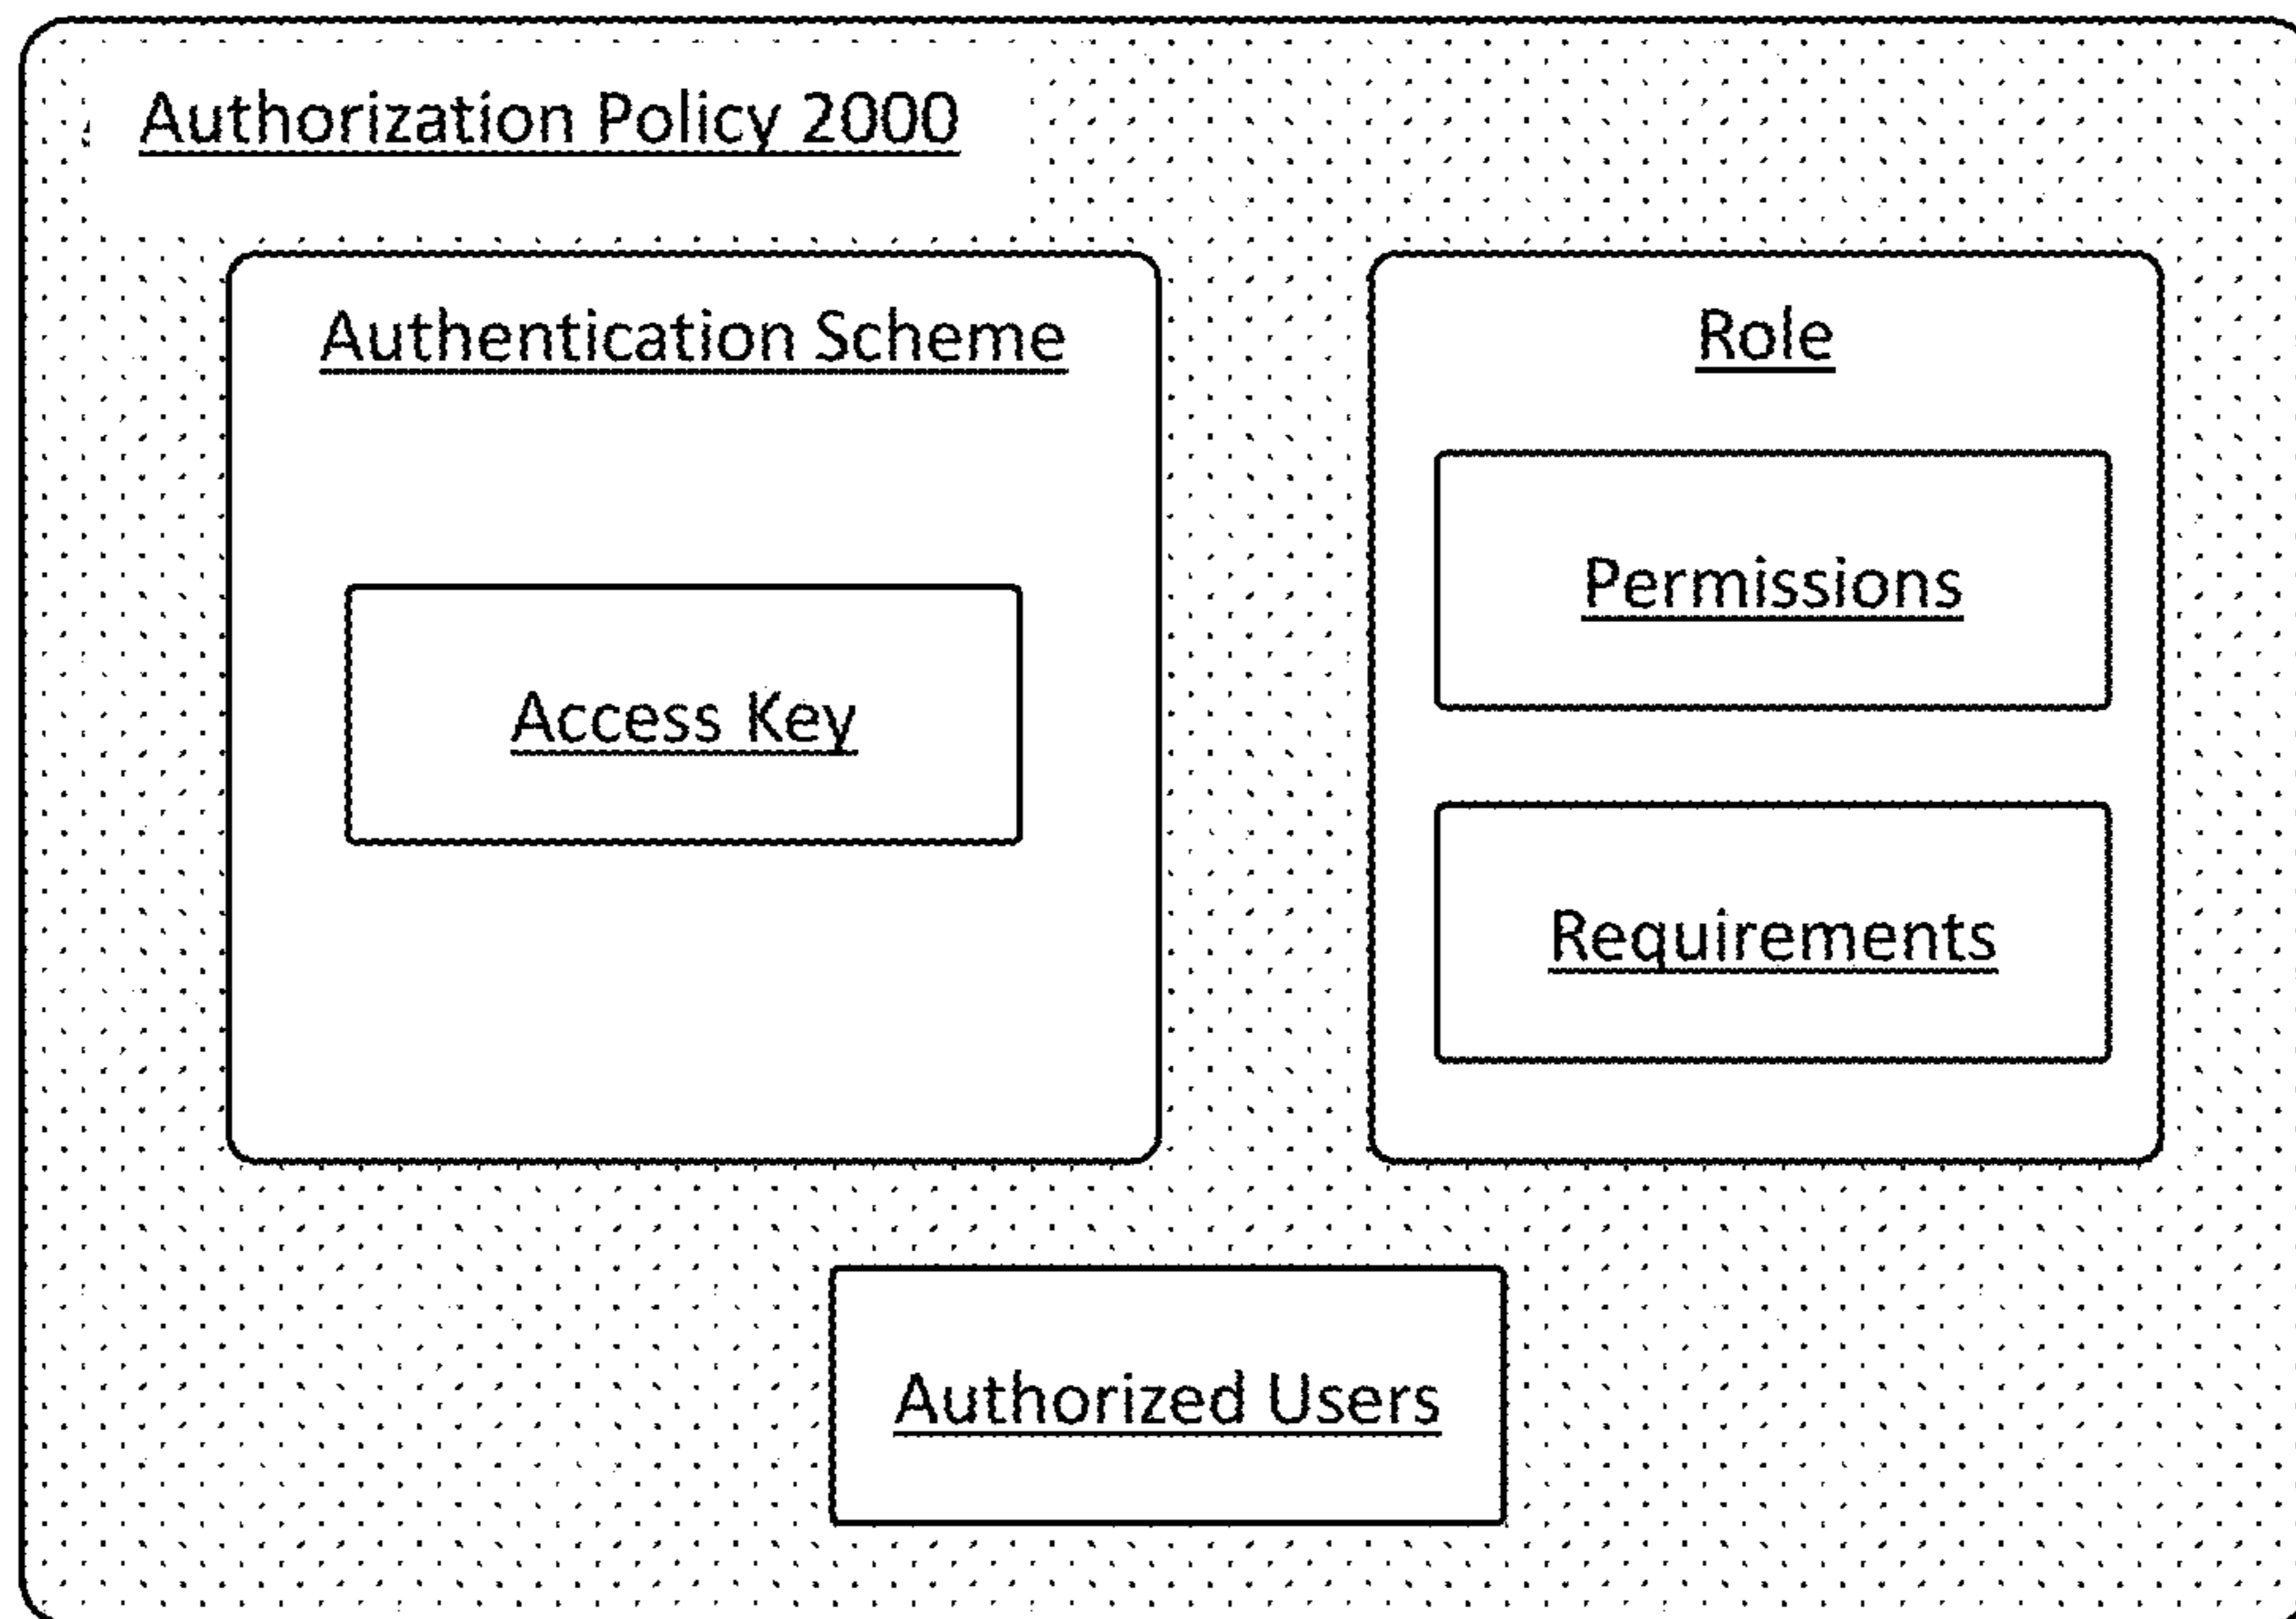 Authorization Policy 2000
Authentication Scheme
Access Key
Role
Permissions
Requirements
Authorized Users